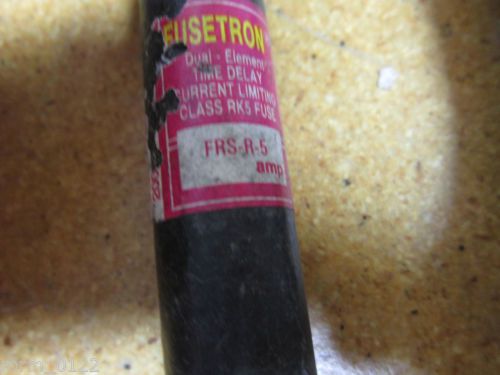 FUSETRON
Dual - Element
TIME DELAY
CURRENT LIMITING
CLASS RK5 FUSE
FRS-R-5
amp